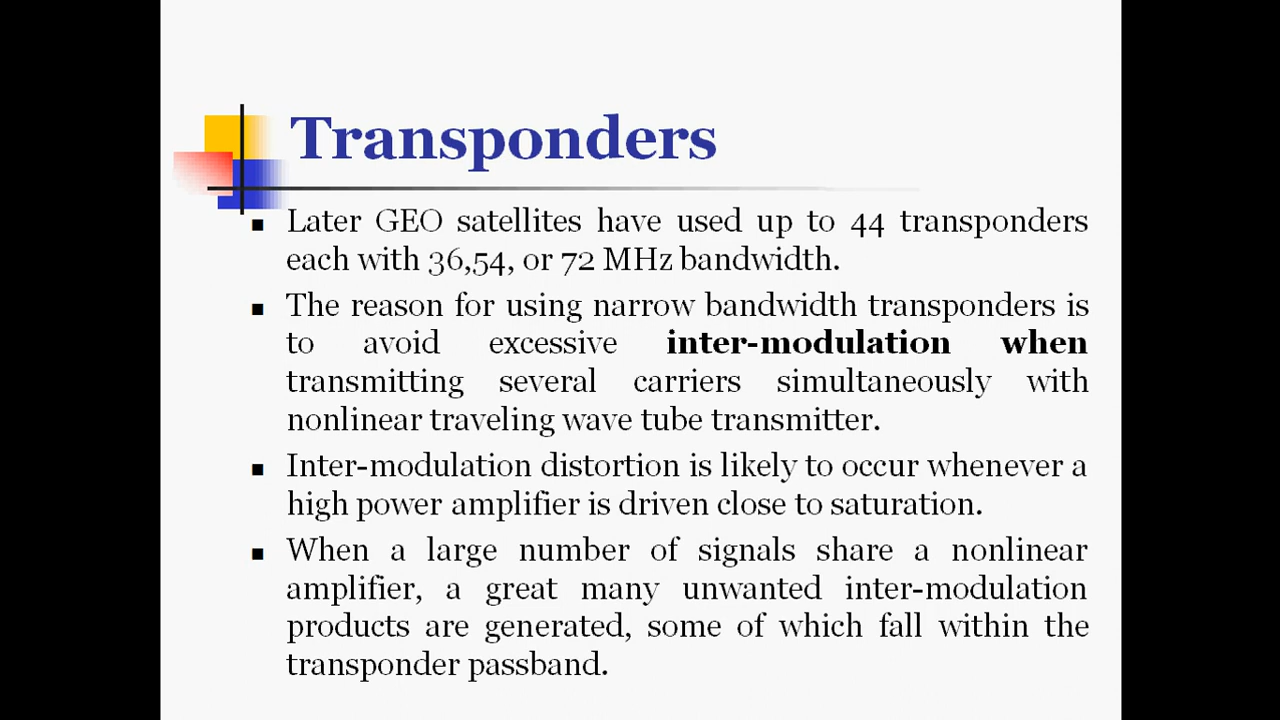 Transponders
Later GEO satellites have used up to 44 transponders
each with 36,54, or 72 MHz bandwidth.
The reason for using narrow bandwidth transponders is
to avoid excessive inter-modulation when
transmitting several carriers simultaneously with
nonlinear traveling wave tube transmitter.
Inter-modulation distortion is likely to occur whenever a
high power amplifier is driven close to saturation.
When a large number of signals share a nonlinear
amplifier, a great many unwanted inter-modulation
products are generated, some of which fall within the
transponder passband.